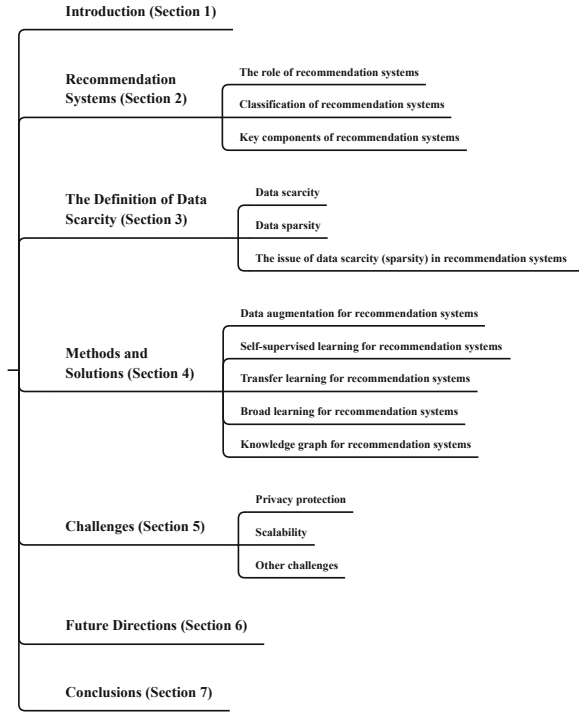 Introduction (Section 1)
Recommendation
Systems (Section 2)
The role of recommendation systems
Classification of recommendation systems
Key components of recommendation systems
The Definition of Data
Scarcity (Section 3)
Data scarcity
Data sparsity
The issue of data scarcity (sparsity) in recommendation systems
Methods and
Solutions (Section 4)
Data augmentation for recommendation systems
Self-supervised learning for recommendation systems
Transfer learning for recommendation systems
Broad learning for recommendation systems
Knowledge graph for recommendation systems
Challenges (Section 5)
Privacy protection
Scalability
Other challenges
Future Directions (Section 6)
Conclusions (Section 7)